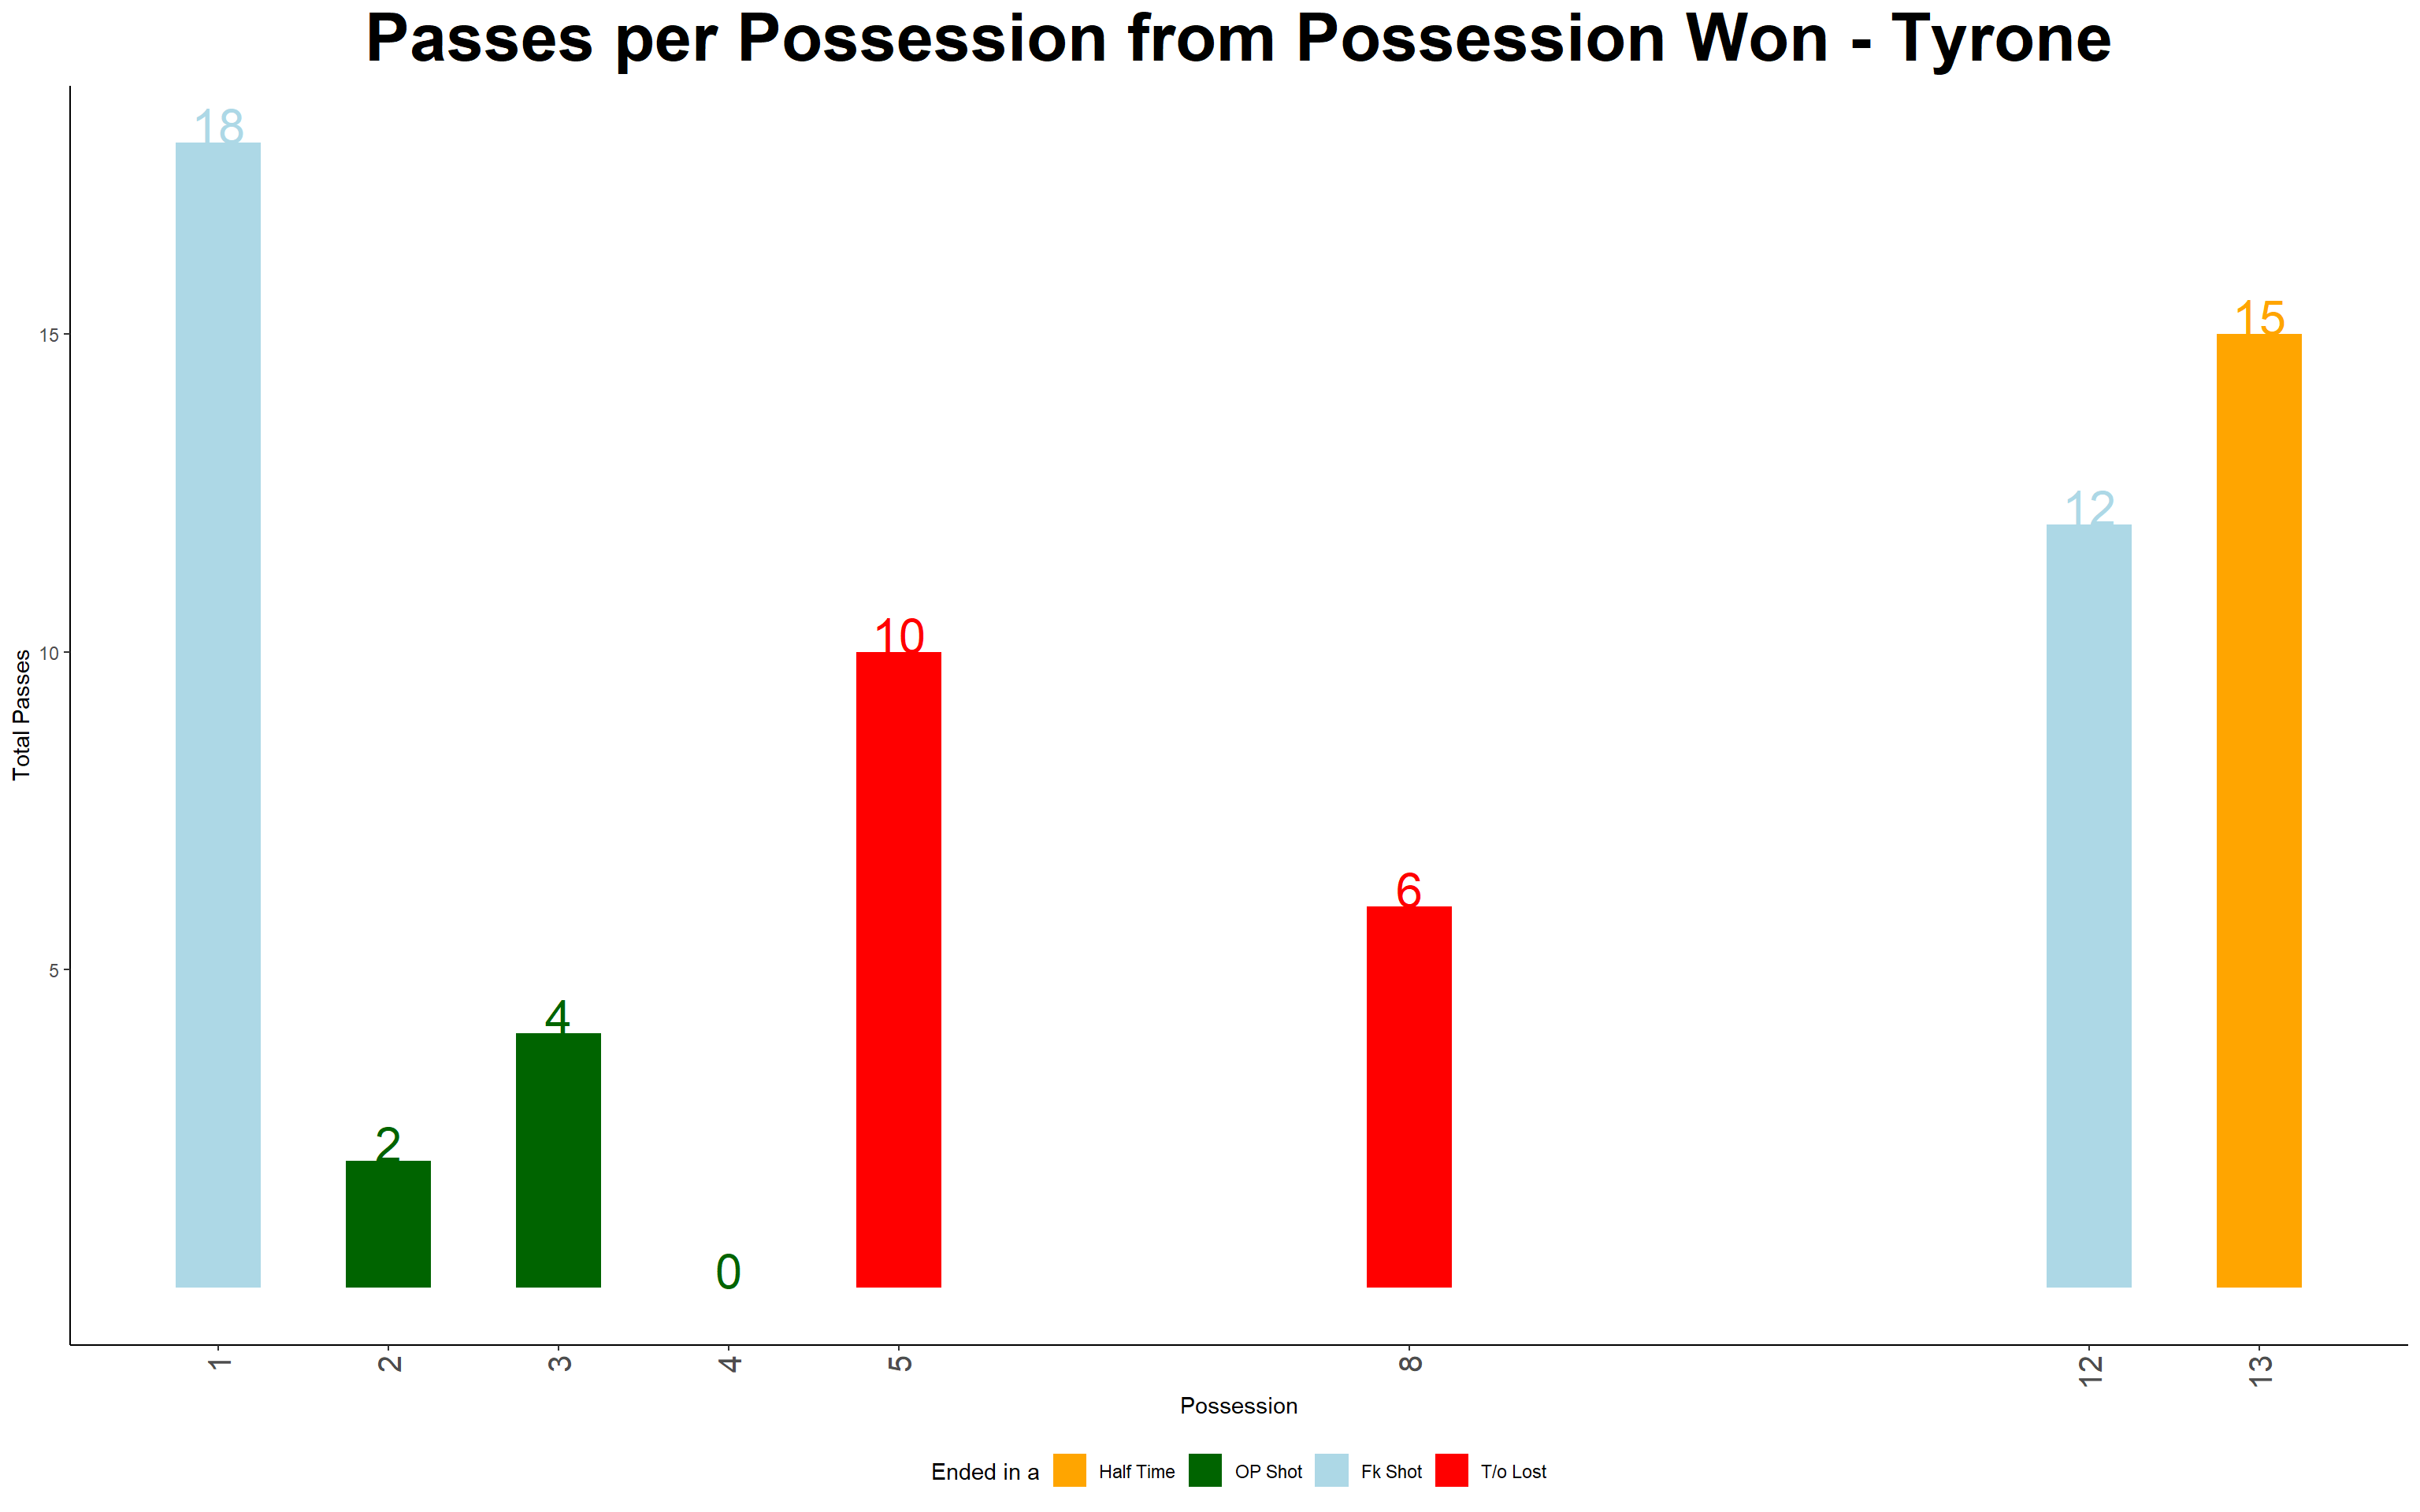 Passes per Possession from Possession Won - Tyrone
18
15
15
12
10
10
6
5
4
2
0
Total Passes
1 2 3 4 5 8 12 13
Possession
Ended in a Half Time OP Shot Fk Shot T/o Lost